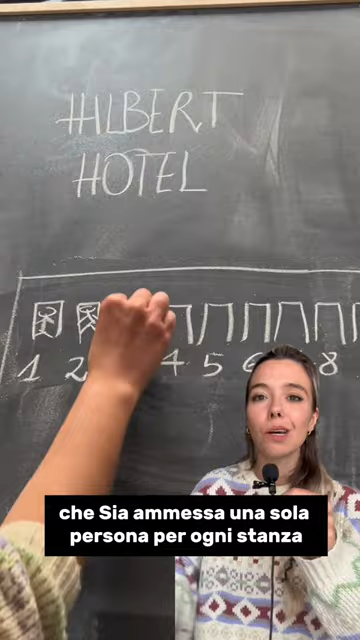 HILBERT
HOTEL
1 2 4 5 6 8
che Sia ammessa una sola
persona per ogni stanza